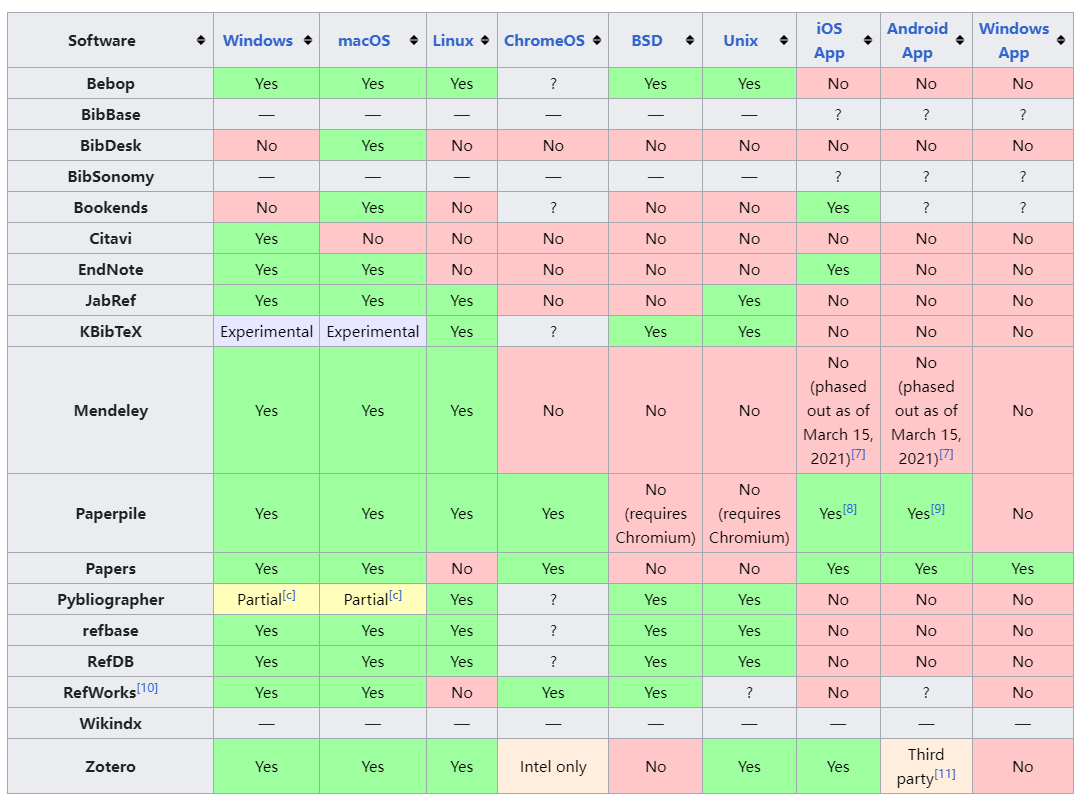 Software Windows macOS Linux ChromeOS BSD Unix iOS App Android App Windows App
Bebop Yes Yes Yes ? Yes Yes No No No
BibBase — — — — — — ? ? ?
BibDesk No Yes No No No No No No No
BibSonomy — — — — — — ? ? ?
Bookends No Yes No ? No No Yes ? ?
Citavi Yes No No No No No No No No
EndNote Yes Yes No No No No Yes No No
JabRef Yes Yes Yes No No Yes No No No
KBibTeX Experimental Experimental Yes ? Yes Yes No No No
Mendeley Yes Yes Yes No No No No (phased out as of March 15, 2021)[7] No (phased out as of March 15, 2021)[7] No
Paperpile Yes Yes Yes Yes No (requires Chromium) No (requires Chromium) Yes[8] Yes[9] No
Papers Yes Yes No Yes No No Yes Yes Yes
Pybliographer Partial[c] Partial[c] Yes ? Yes Yes No No No
refbase Yes Yes Yes ? Yes Yes No No No
RefDB Yes Yes Yes ? Yes Yes No No No
RefWorks[10] Yes Yes No Yes Yes ? No ? No
Wikindx — — — — — — — — —
Zotero Yes Yes Yes Intel only No Yes Yes Third party[11] No